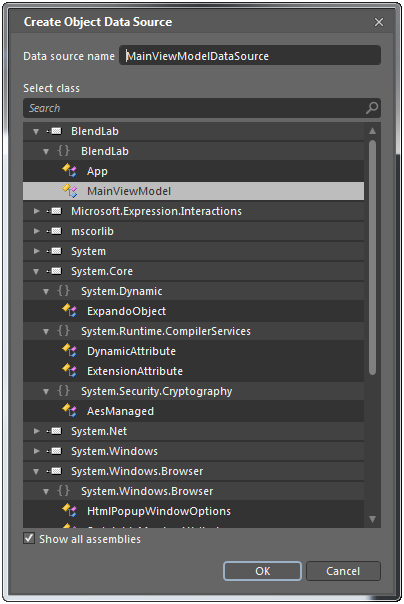 Create Object Data Source
Data source name MainViewModelDataSource
Select class
Search
BlendLab
{} BlendLab
App
MainViewModel
Microsoft.Expression.Interactions
mscorlib
System
System.Core
{} System.Dynamic
ExpandoObject
{} System.Runtime.CompilerServices
DynamicAttribute
ExtensionAttribute
{} System.Security.Cryptography
AesManaged
System.Net
System.Windows
System.Windows.Browser
{} System.Windows.Browser
HtmlPopupWindowOptions
Show all assemblies
OK Cancel